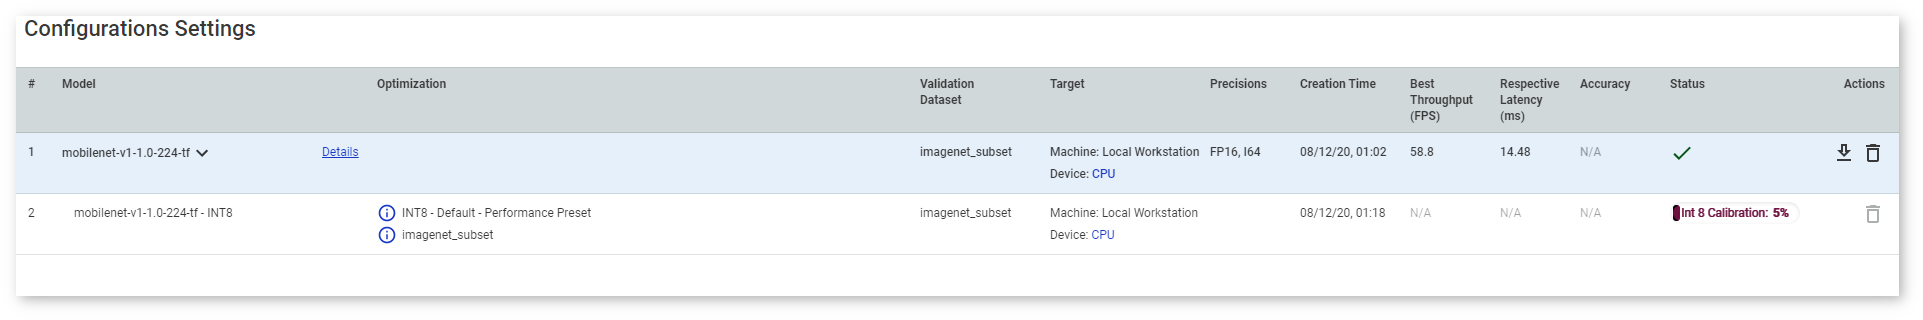 Configurations Settings
# Model Optimization Validation Dataset Target Precisions Creation Time Best Throughput (FPS) Respective Latency (ms) Accuracy Status Actions
1 mobilenet-v1-1.0-224-tf Details imagenet_subset Machine: Local Workstation FP16, I64 08/12/20, 01:02 58.8 14.48 N/A
Device: CPU
2 mobilenet-v1-1.0-224-tf - INT8 INT8 - Default - Performance Preset imagenet_subset Machine: Local Workstation 08/12/20, 01:18 N/A N/A N/A Int 8 Calibration: 5%
imagenet_subset Device: CPU